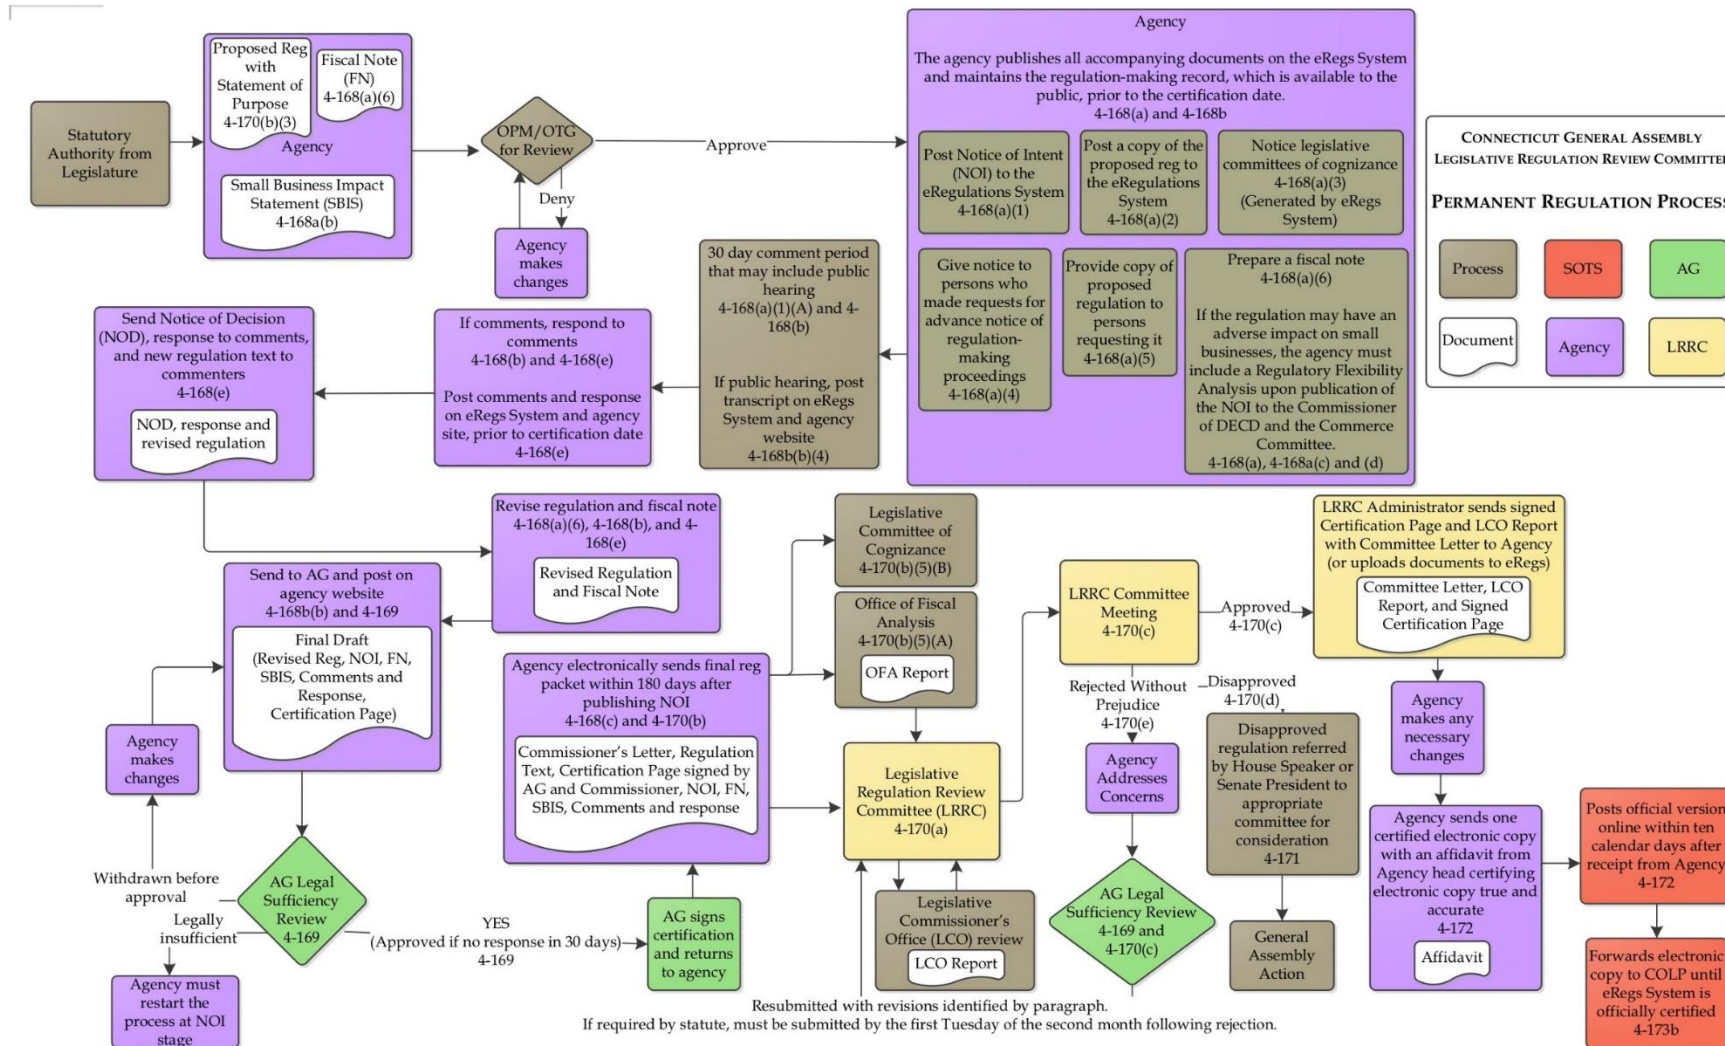 Statutory
Authority from
Legislature
Proposed Reg
with
Statement of
Purpose
4-170(b)(3)
Fiscal Note
(FN)
4-168(a)(6)
Agency
Small Business Impact
Statement (SBIS)
4-168a(b)
OPM/OTG
for Review
Approve
Deny
Agency
makes
changes
Agency
The agency publishes all accompanying documents on the eRegs System
and maintains the regulation-making record, which is available to the
public, prior to the certification date.
4-168(a) and 4-168b
Post Notice of Intent
(NOI) to the
eRegulations System
4-168(a)(1)
Post a copy of the
proposed reg to
the eRegulations
System
4-168(a)(2)
Notice legislative
committees of cognizance
4-168(a)(3)
(Generated by eRegs
System)
Give notice to
persons who
made requests for
advance notice of
regulation-
making
proceedings
4-168(a)(4)
Provide copy of
proposed
regulation to
persons
requesting it
4-168(a)(5)
Prepare a fiscal note
4-168(a)(6)
If the regulation may have an
adverse impact on small
businesses, the agency must
include a Regulatory Flexibility
Analysis upon publication of
the NOI to the Commissioner
of DECD and the Commerce
Committee.
4-168(a), 4-168a(c) and (d)
CONNECTICUT GENERAL ASSEMBLY
LEGISLATIVE REGULATION REVIEW COMMITTEE
PERMANENT REGULATION PROCESS
Process
SOTS
AG
Document
Agency
LRRC
30 day comment period
that may include public
hearing
4-168(a)(1)(A) and 4-
168(b)
If public hearing, post
transcript on eRegs
System and agency
website
4-168b(b)(4)
If comments, respond to
comments
4-168(b) and 4-168(e)
Post comments and response
on eRegs System and agency
site, prior to certification date
4-168(e)
Send Notice of Decision
(NOD), response to comments,
and new regulation text to
commenters
4-168(e)
NOD, response and
revised regulation
Revise regulation and fiscal note
4-168(a)(6), 4-168(b), and 4-
168(e)
Revised Regulation
and Fiscal Note
Send to AG and post on
agency website
4-168b(b) and 4-169
Final Draft
(Revised Reg, NOI, FN,
SBIS, Comments and
Response,
Certification Page)
Agency
makes
changes
Withdrawn before
approval
AG Legal
Sufficiency
Review
4-169
Legally
insufficient
Agency must
restart the
process at NOI
stage
YES
(Approved if no response in 30 days)
4-169
AG signs
certification
and returns
to agency
Agency electronically sends final reg
packet within 180 days after
publishing NOI
4-168(c) and 4-170(b)
Commissioner's Letter, Regulation
Text, Certification Page signed by
AG and Commissioner, NOI, FN,
SBIS, Comments and response
Legislative
Committee of
Cognizance
4-170(b)(5)(B)
Office of Fiscal
Analysis
4-170(b)(5)(A)
OFA Report
Legislative
Regulation Review
Committee (LRRC)
4-170(a)
Legislative
Commissioner's
Office (LCO) review
LCO Report
Resubmitted with revisions identified by paragraph.
If required by statute, must be submitted by the first Tuesday of the second month following rejection.
LRRC Committee
Meeting
4-170(c)
Approved
4-170(c)
Rejected Without
Prejudice
4-170(e)
Disapproved
4-170(d)
Agency
Addresses
Concerns
AG Legal
Sufficiency Review
4-169 and
4-170(c)
Disapproved
regulation referred
by House Speaker or
Senate President to
appropriate
committee for
consideration
4-171
General
Assembly
Action
LRRC Administrator sends signed
Certification Page and LCO Report
with Committee Letter to Agency
(or uploads documents to eRegs)
Committee Letter, LCO
Report, and Signed
Certification Page
Agency
makes any
necessary
changes
Agency sends one
certified electronic copy
with an affidavit from
Agency head certifying
electronic copy true and
accurate
4-172
Affidavit
Posts official version
online within ten
calendar days after
receipt from Agency
4-172
Forwards electronic
copy to COLP until
eRegs System is
officially certified
4-173b